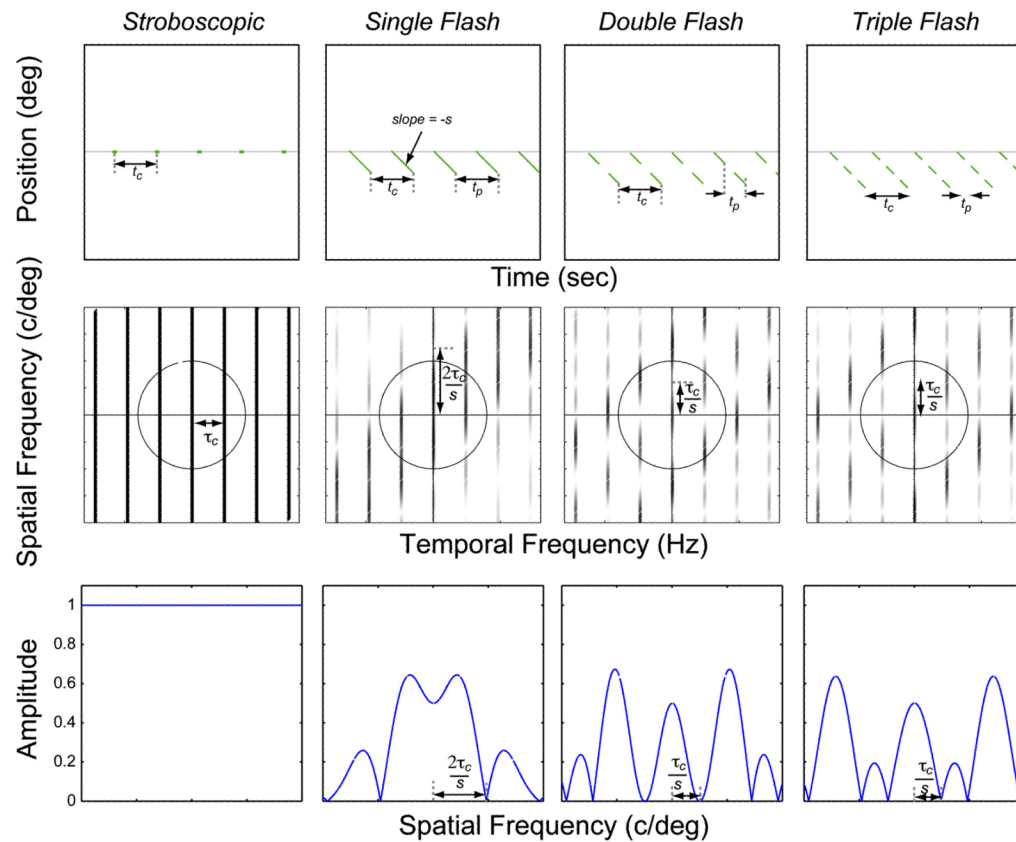 Stroboscopic Single Flash Double Flash Triple Flash
Position (deg)
slope = -s
t_c
t_c t_p
t_c t_p
t_c t_p
Time (sec)
Spatial Frequency (c/deg)
τ_c
2τ_c/s
τ_c/s
τ_c/s
Temporal Frequency (Hz)
Amplitude
1
0.8
0.6
0.4
0.2
0
2τ_c/s
τ_c/s
τ_c/s
Spatial Frequency (c/deg)